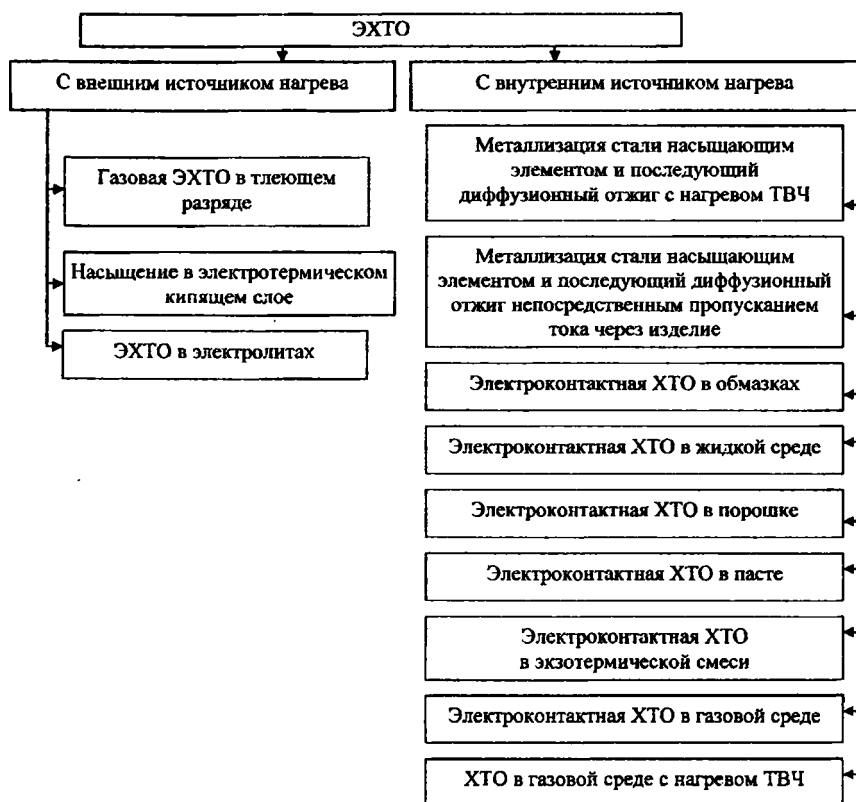 ЭХТО
С внешним источником нагрева
С внутренним источником нагрева
Газовая ЭХТО в тлеющем
разряде
Насыщение в электротермическом
кипящем слое
ЭХТО в электролитах
Металлизация стали насыщающим
элементом и последующий
диффузионный отжиг с нагревом ТВЧ
Металлизация стали насыщающим
элементом и последующий диффузионный
отжиг непосредственным пропусканием
тока через изделие
Электроконтактная ХТО в обмазках
Электроконтактная ХТО в жидкой среде
Электроконтактная ХТО в порошке
Электроконтактная ХТО в пасте
Электроконтактная ХТО
в экзотермической смеси
Электроконтактная ХТО в газовой среде
ХТО в газовой среде с нагревом ТВЧ